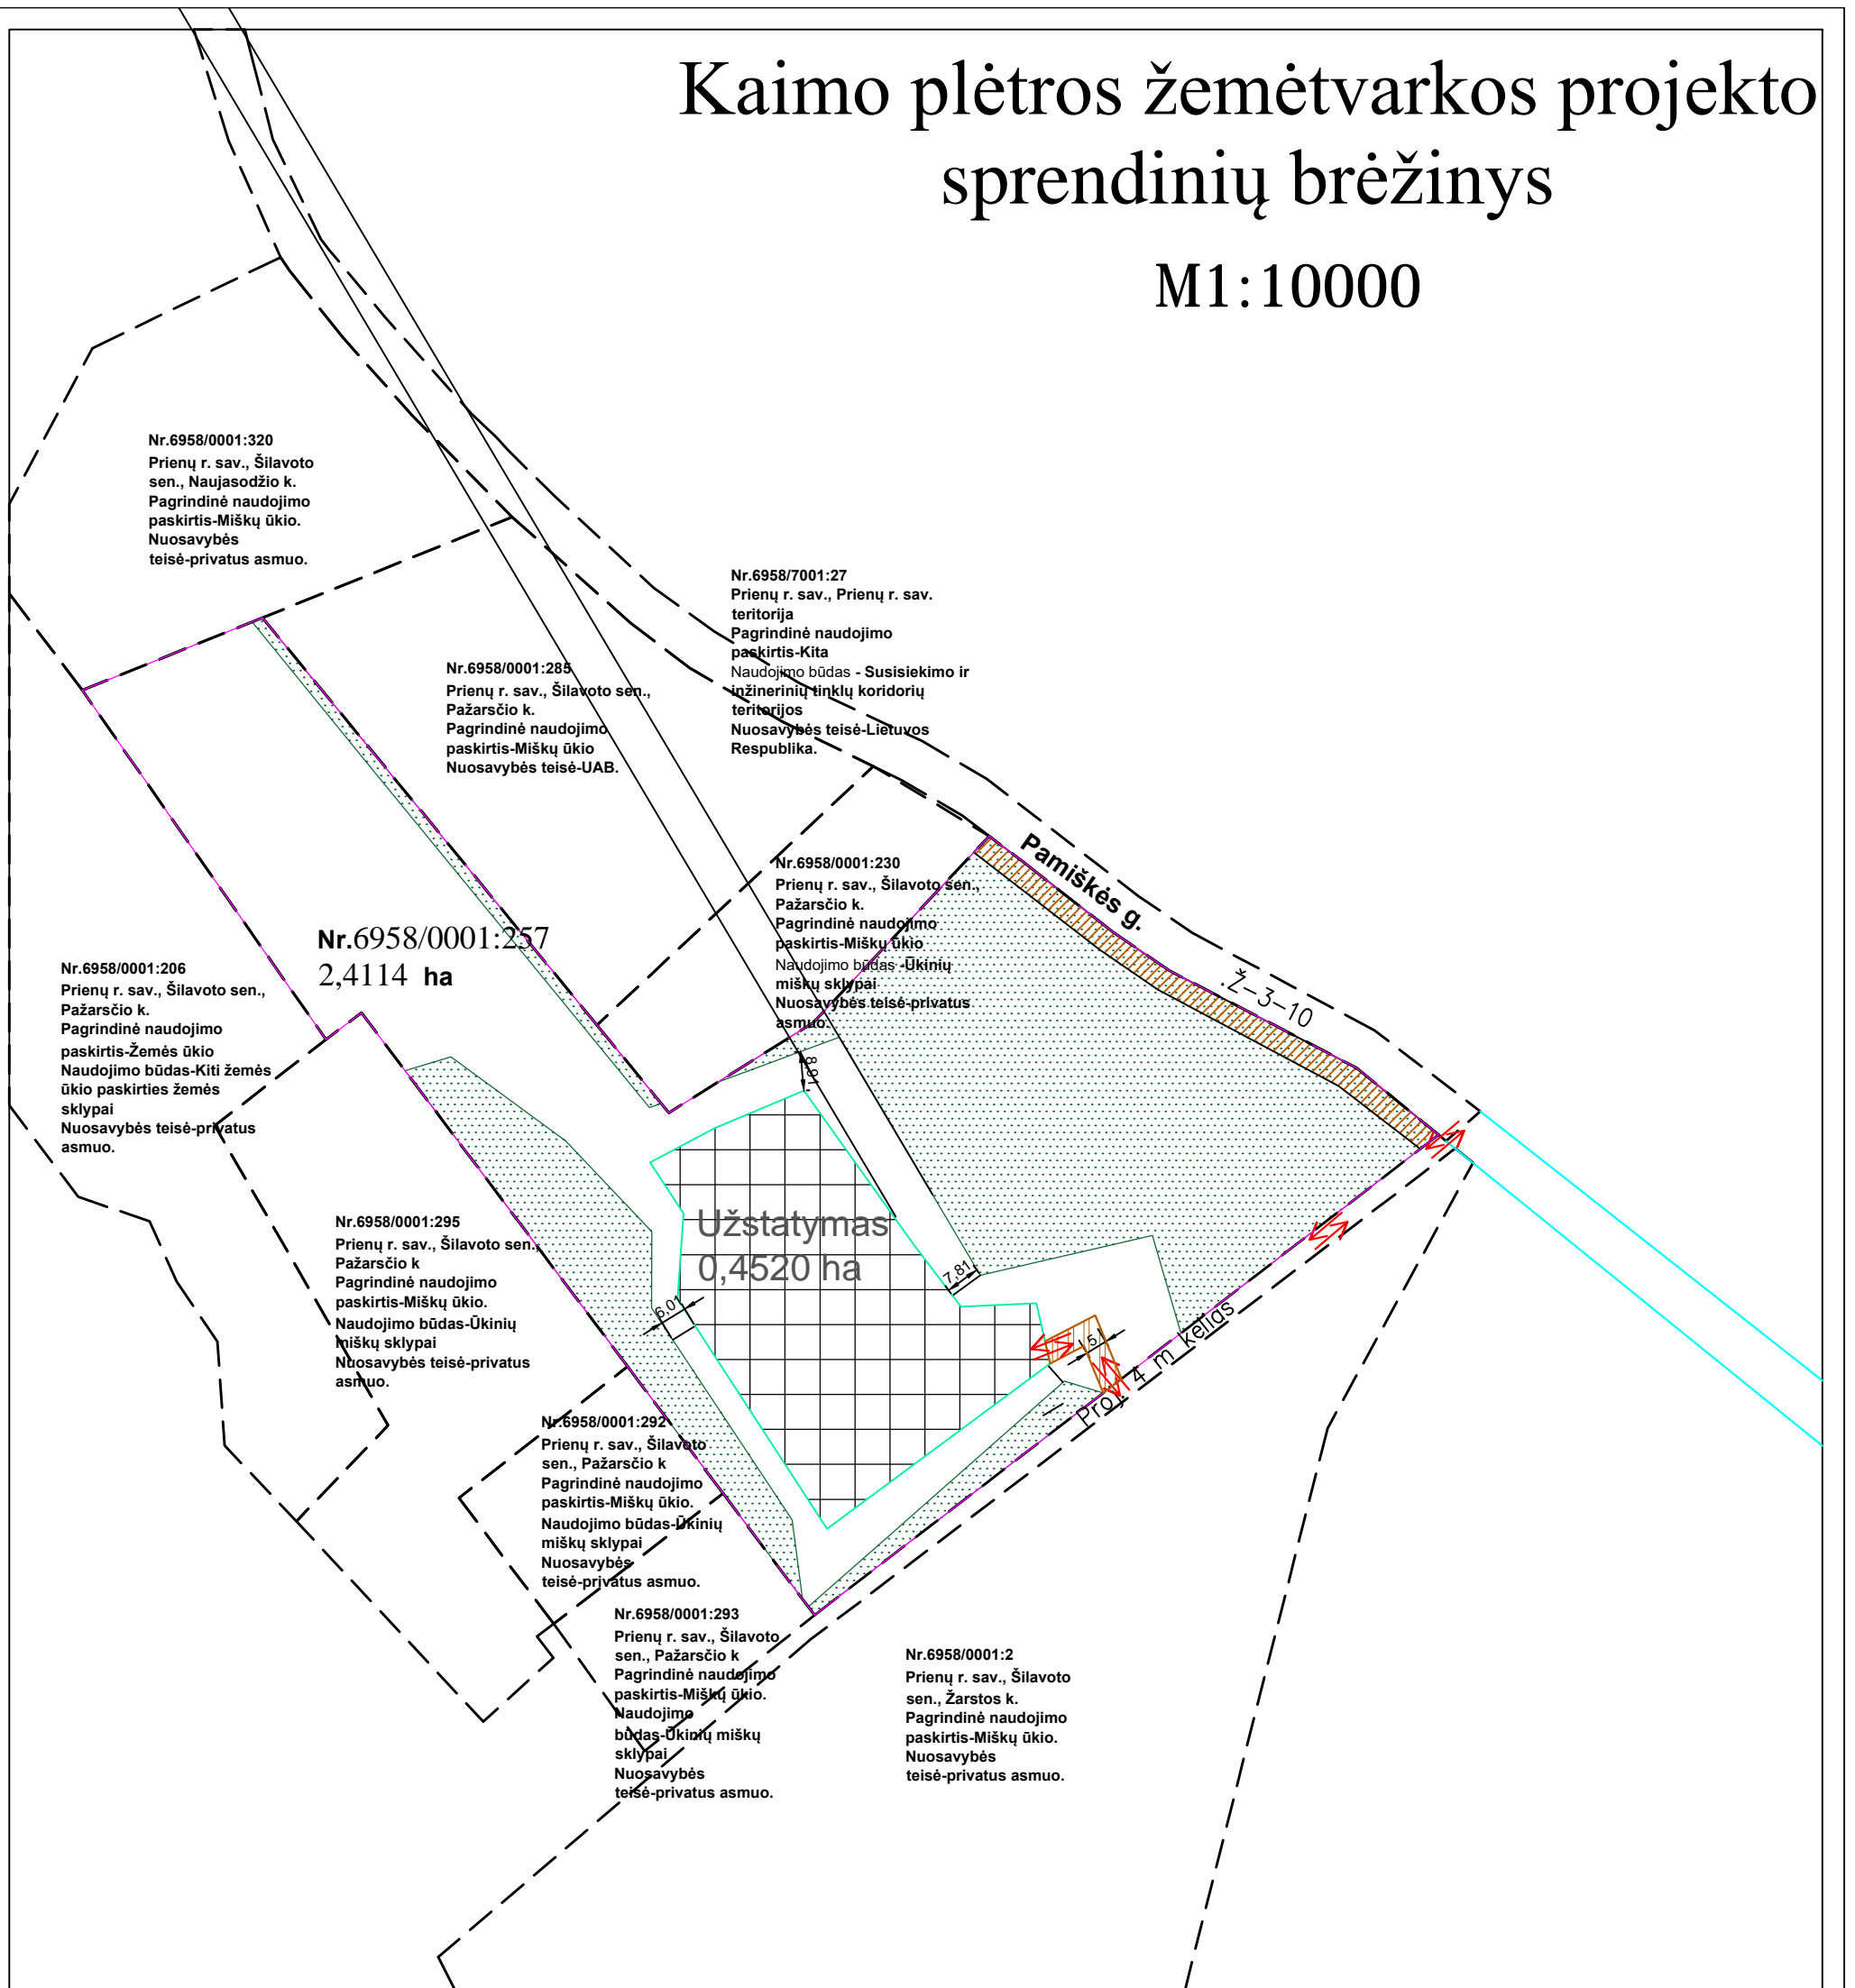 Kaimo plėtros žemėtvarkos projekto
sprendinių brėžinys
M1:10000
Nr.6958/0001:320
Prienų r. sav., Šilavoto
sen., Naujasodžio k.
Pagrindinė naudojimo
paskirtis-Miškų ūkio.
Nuosavybės
teisė-privatus asmuo.
Nr.6958/7001:27
Prienų r. sav., Prienų r. sav.
teritorija
Pagrindinė naudojimo
paskirtis-Kita
Naudojimo būdas - Susisiekimo ir
inžinerinių tinklų koridorių
teritorijos
Nuosavybės teisė-Lietuvos
Respublika.
Nr.6958/0001:285
Prienų r. sav., Šilavoto sen.,
Pažarsčio k.
Pagrindinė naudojimo
paskirtis-Miškų ūkio
Nuosavybės teisė-UAB.
Nr.6958/0001:230
Prienų r. sav., Šilavoto sen.,
Pažarsčio k.
Pagrindinė naudojimo
paskirtis-Miškų ūkio
Naudojimo būdas -Ūkinių
miškų sklypai
Nuosavybės teisė-privatus
asmuo.
Pamiškės g.
.Ž-3-10
Nr.6958/0001:257
2,4114 ha
Nr.6958/0001:206
Prienų r. sav., Šilavoto sen.,
Pažarsčio k.
Pagrindinė naudojimo
paskirtis-Žemės ūkio
Naudojimo būdas-Kiti žemės
ūkio paskirties žemės
sklypai
Nuosavybės teisė-privatus
asmuo.
8,91
Užstatymas
0,4520 ha
7,81
6,01
Proj. 4 m kelias
Nr.6958/0001:295
Prienų r. sav., Šilavoto sen.,
Pažarsčio k
Pagrindinė naudojimo
paskirtis-Miškų ūkio.
Naudojimo būdas-Ūkinių
miškų sklypai
Nuosavybės teisė-privatus
asmuo.
Nr.6958/0001:292
Prienų r. sav., Šilavoto
sen., Pažarsčio k
Pagrindinė naudojimo
paskirtis-Miškų ūkio.
Naudojimo būdas-Ūkinių
miškų sklypai
Nuosavybės
teisė-privatus asmuo.
Nr.6958/0001:293
Prienų r. sav., Šilavoto
sen., Pažarsčio k
Pagrindinė naudojimo
paskirtis-Miškų ūkio.
Naudojimo
būdas-Ūkinių miškų
sklypai
Nuosavybės
teisė-privatus asmuo.
Nr.6958/0001:2
Prienų r. sav., Šilavoto
sen., Žarstos k.
Pagrindinė naudojimo
paskirtis-Miškų ūkio.
Nuosavybės
teisė-privatus asmuo.